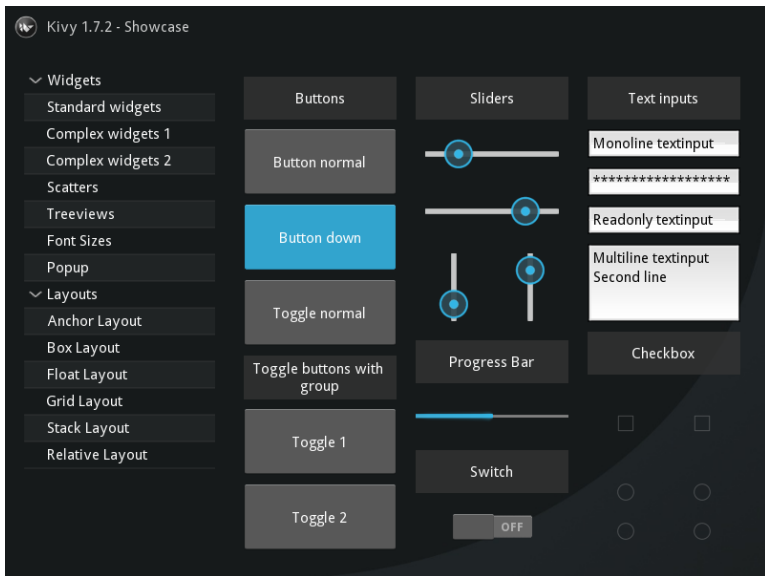 Kivy 1.7.2 - Showcase
Widgets
Standard widgets
Complex widgets 1
Complex widgets 2
Scatters
Treeviews
Font Sizes
Popup
Layouts
Anchor Layout
Box Layout
Float Layout
Grid Layout
Stack Layout
Relative Layout
Buttons
Button normal
Button down
Toggle normal
Toggle buttons with
group
Toggle 1
Toggle 2
Sliders
Progress Bar
Switch
OFF
Text inputs
Monoline textinput
******************
Readonly textinput
Multiline textinput
Second line
Checkbox